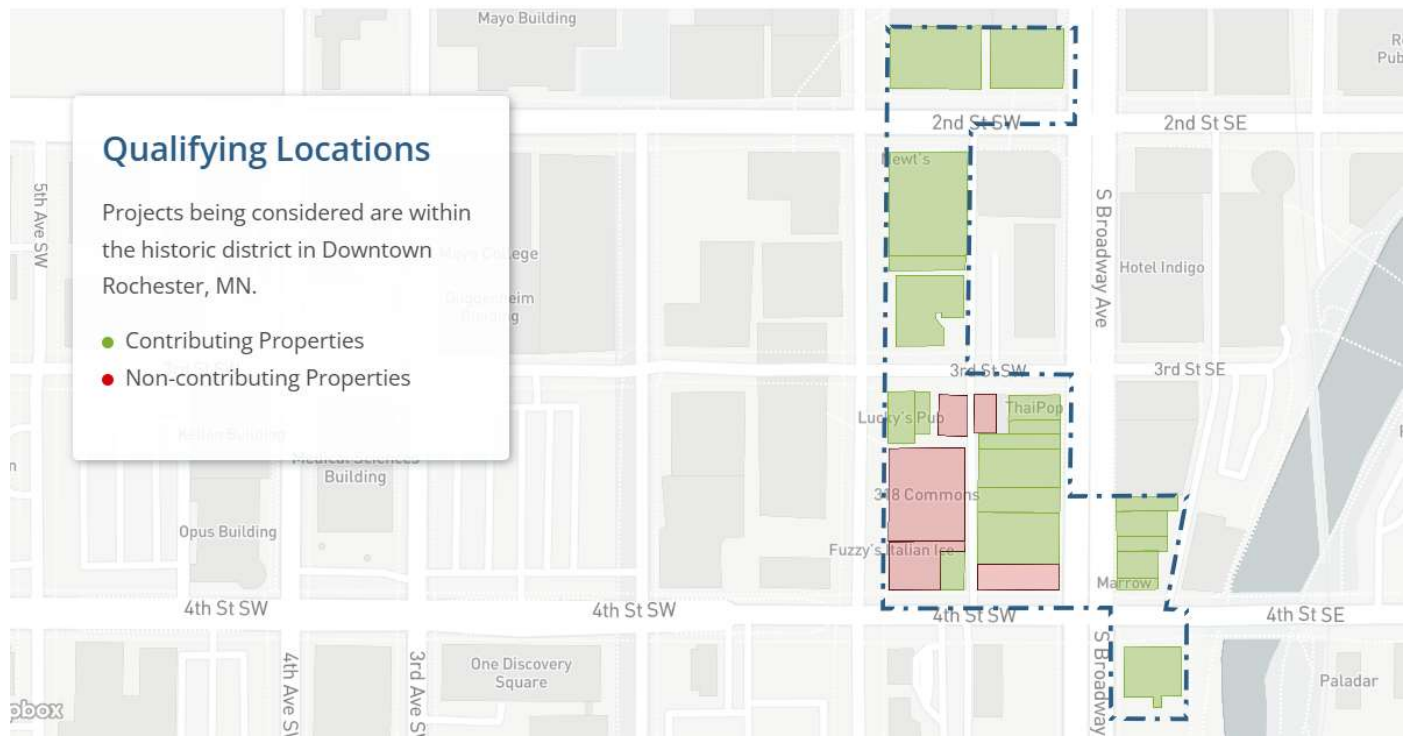 Mayo Building
Qualifying Locations
Projects being considered are within
the historic district in Downtown
Rochester, MN.
Contributing Properties
Non-contributing Properties
2nd St SW
2nd St SE
Newt's
5th Ave SW
S Broadway Ave
Hotel Indigo
3rd St SW
3rd St SE
Lucky's Pub
ThaiPop
Medical Sciences
Building
318 Commons
Opus Building
Fuzzy's Italian Ice
Marrow
4th St SW
4th St SW
4th St SW
4th St SE
4th Ave SW
3rd Ave SW
One Discovery
Square
S Broadway
Paladar